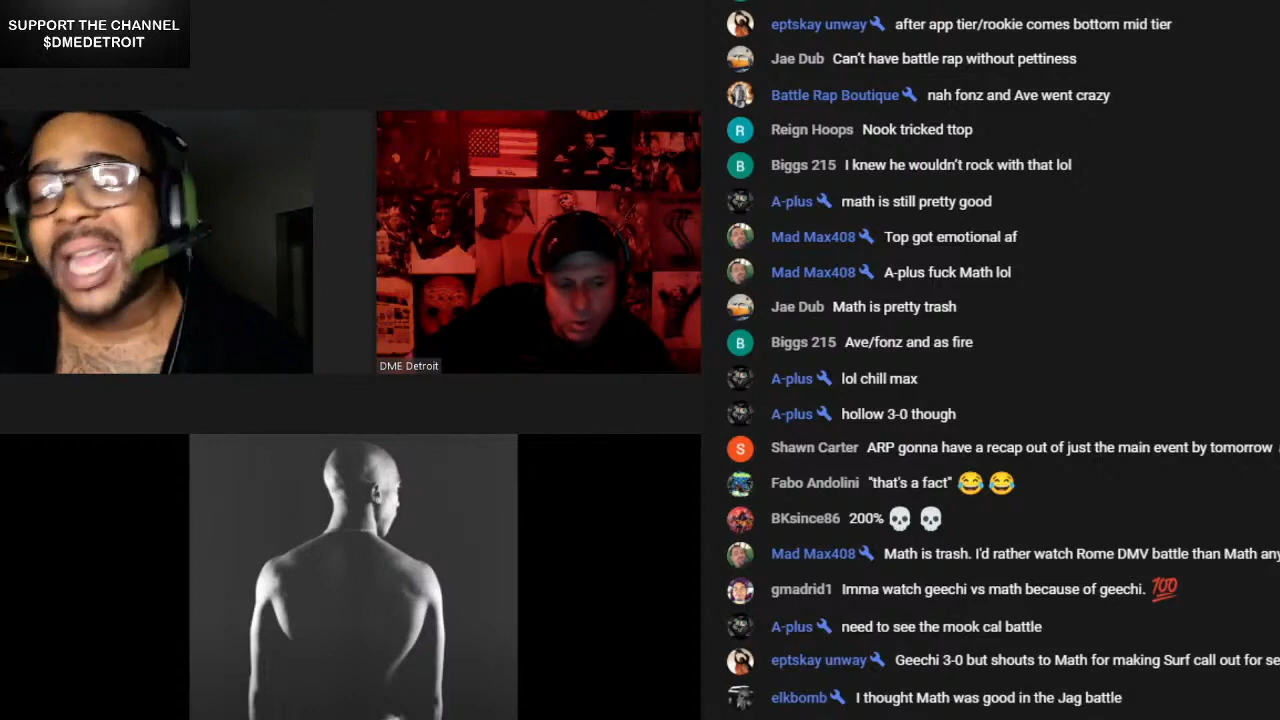 SUPPORT THE CHANNEL
$DMEDETROIT
DME Detroit
eptskay unway after app tier/rookie comes bottom mid tier
Jae Dub Can't have battle rap without pettiness
Battle Rap Boutique nah fonz and Ave went crazy
R Reign Hoops Nook tricked ttop
B Biggs 215 I knew he wouldn't rock with that lol
A-plus math is still pretty good
Mad Max408 Top got emotional af
Mad Max408 A-plus fuck Math lol
Jae Dub Math is pretty trash
B Biggs 215 Ave/fonz and as fire
A-plus lol chill max
A-plus hollow 3-0 though
S Shawn Carter ARP gonna have a recap out of just the main event by tomorrow
Fabo Andolini "that's a fact" 😂 😂
BKsince86 200% 💀 💀
Mad Max408 Math is trash. I'd rather watch Rome DMV battle than Math any
gmadrid1 Imma watch geechi vs math because of geechi. 💯
A-plus need to see the mook cal battle
eptskay unway Geechi 3-0 but shouts to Math for making Surf call out for se
elkbomb I thought Math was good in the Jag battle